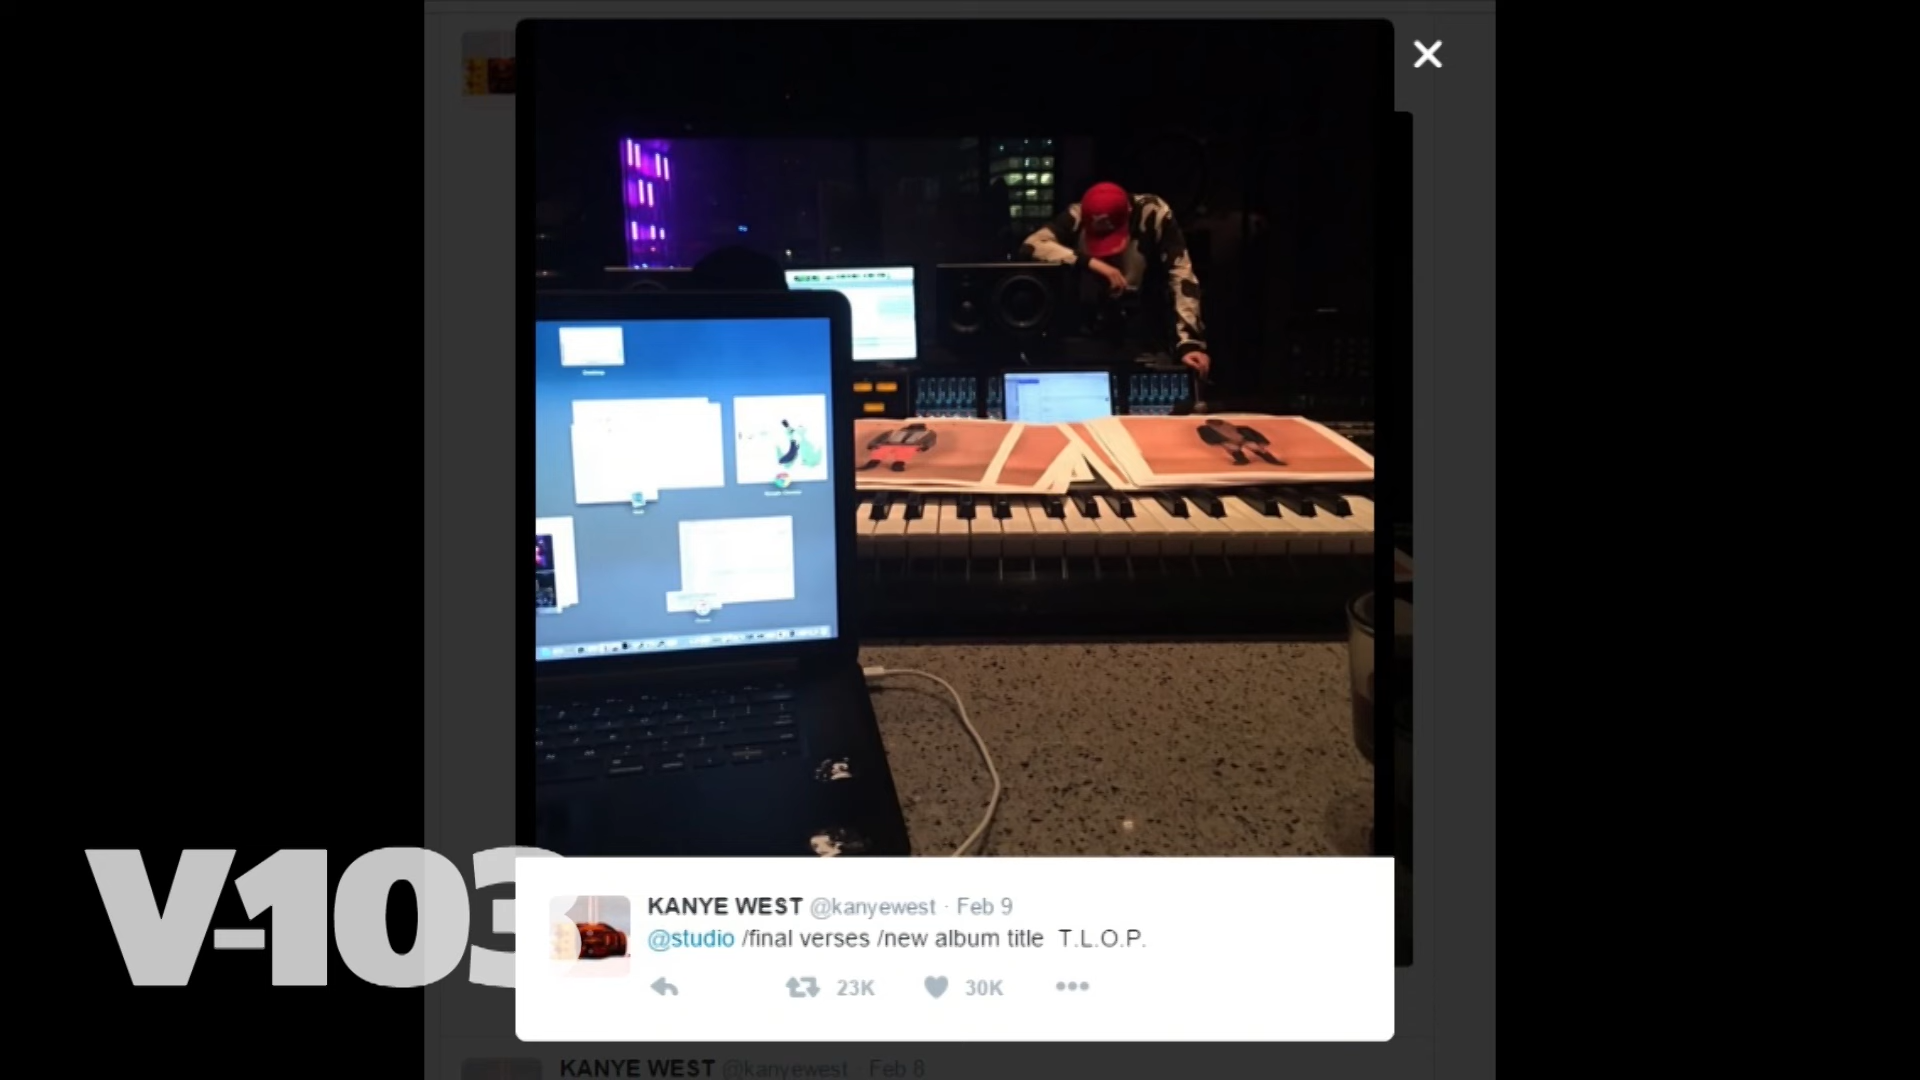 V-103
KANYE WEST @kanyewest · Feb 9
@studio /final verses /new album title T.L.O.P.
23K 30K
KANYE WEST @kanyewest · Feb 8